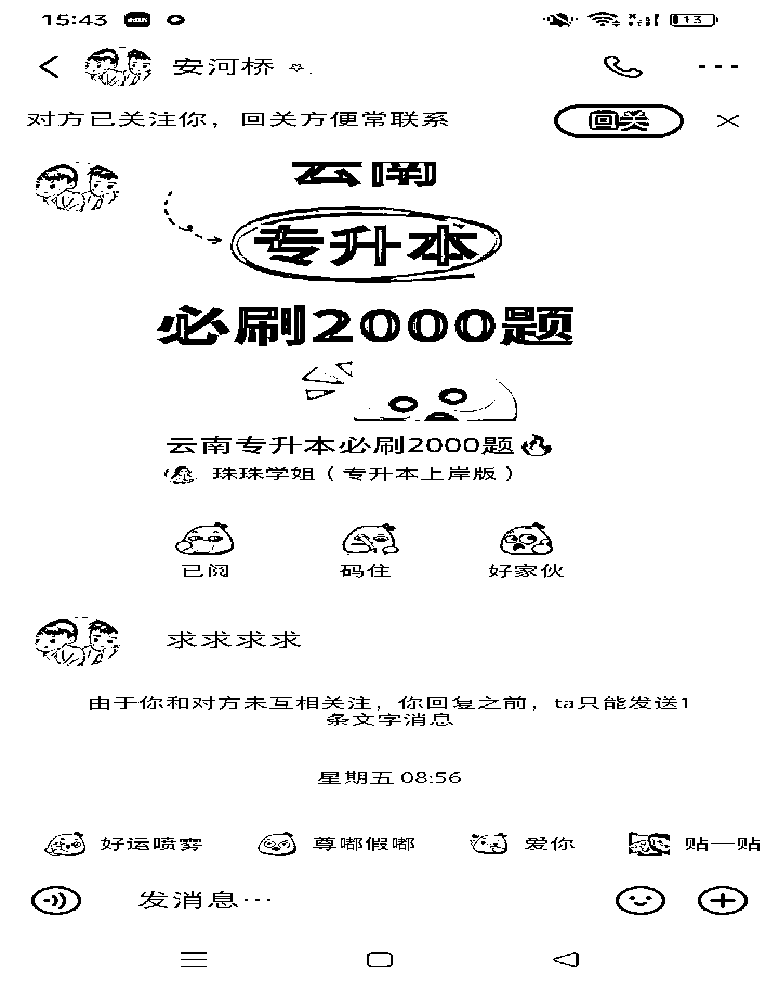 15:43
13
安河桥
对方已关注你，回关方便常联系
回关
云南
专升本
必刷2000题
云南专升本必刷2000题
珠珠学姐（专升本上岸版）
已阅
码住
好家伙
求求求求
由于你和对方未互相关注，你回复之前，ta只能发送1
条文字消息
星期五 08:56
好运喷雾
尊嘟假嘟
爱你
贴一贴
发消息…